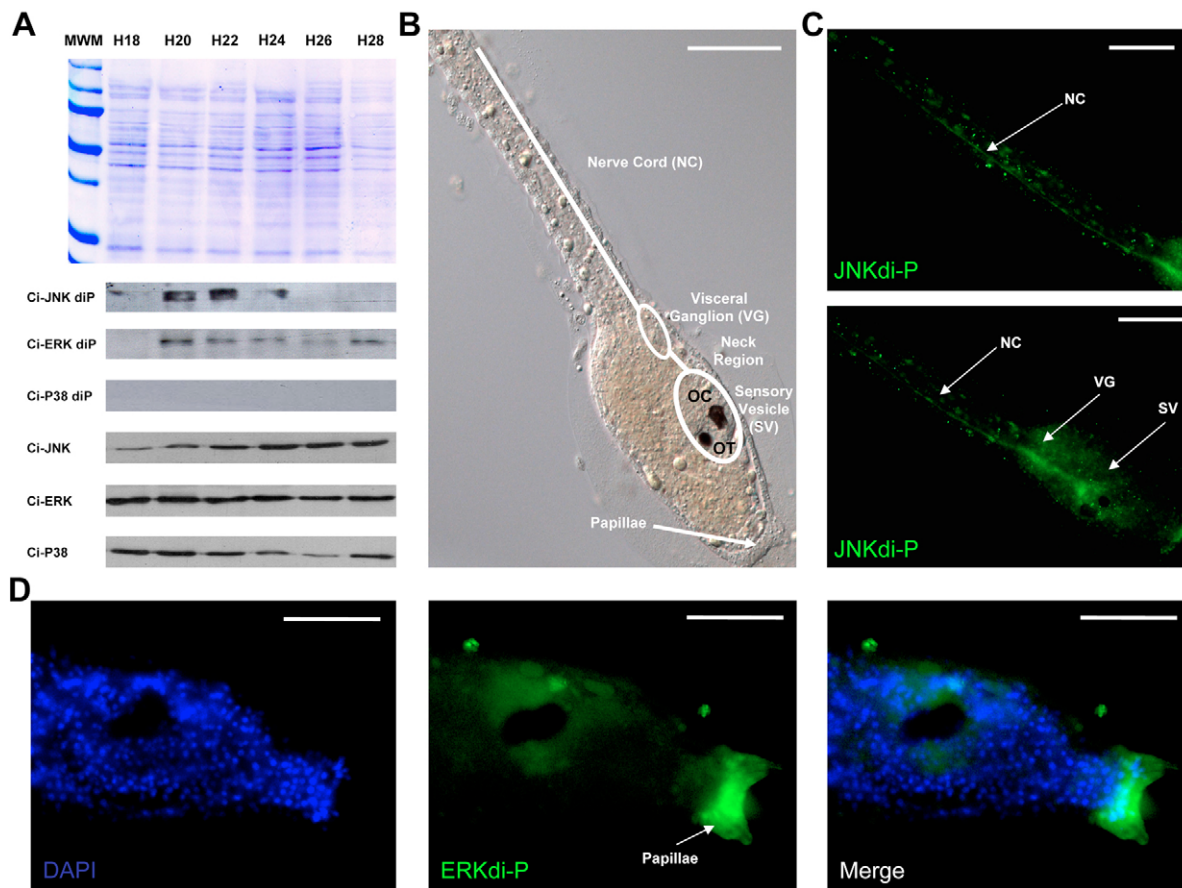 A
MWM H18 H20 H22 H24 H26 H28
Ci-JNK diP
Ci-ERK diP
Ci-P38 diP
Ci-JNK
Ci-ERK
Ci-P38
B
Nerve Cord (NC)
Visceral
Ganglion (VG)
Neck
Region
Sensory
Vesicle
(SV)
OC
OT
Papillae
C
NC
JNKdi-P
NC
VG
SV
JNKdi-P
D
DAPI
Papillae
ERKdi-P
Merge